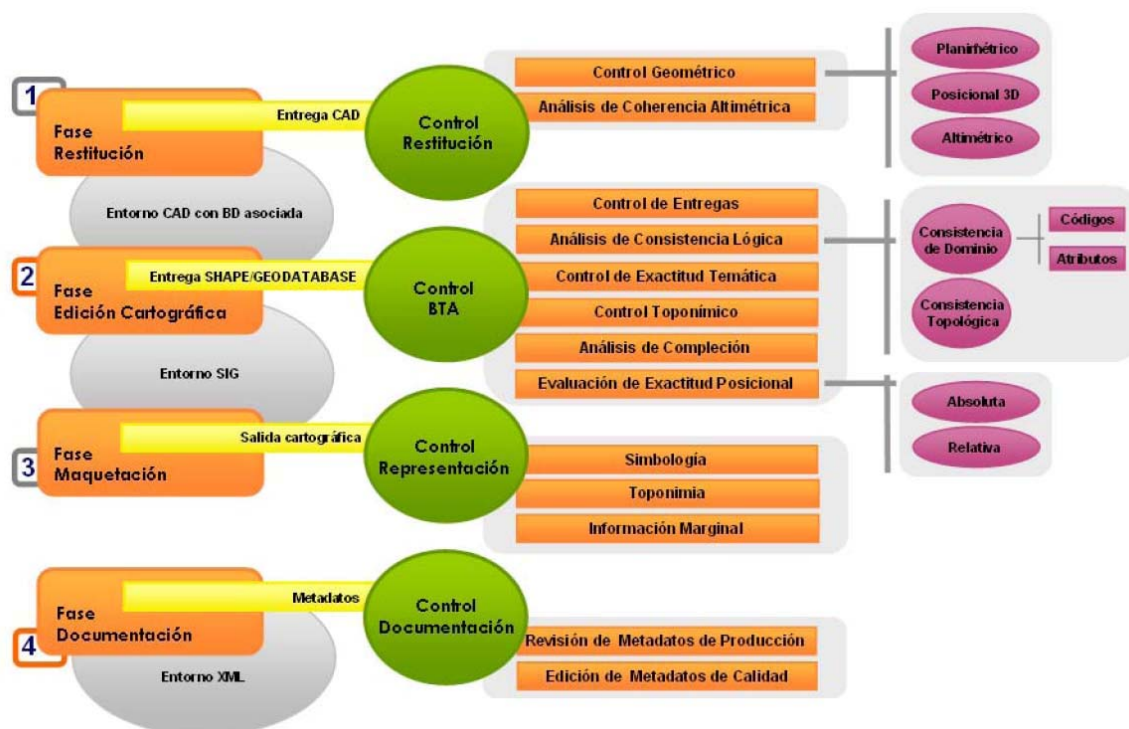 1
Fase
Restitución
Entrega CAD
Control
Restitución
Control Geométrico
Análisis de Coherencia Altimétrica
Planimétrico
Posicional 3D
Altimétrico
Entorno CAD con BD asociada
2
Fase
Edición Cartográfica
Entrega SHAPE/GEODATABASE
Control
BTA
Control de Entregas
Análisis de Consistencia Lógica
Control de Exactitud Temática
Control Toponímico
Análisis de Compleción
Evaluación de Exactitud Posicional
Consistencia
de Dominio
Códigos
Atributos
Consistencia
Topológica
Absoluta
Relativa
Entorno SIG
3
Fase
Maquetación
Salida cartográfica
Control
Representación
Simbología
Toponimia
Información Marginal
4
Fase
Documentación
Metadatos
Control
Documentación
Revisión de Metadatos de Producción
Edición de Metadatos de Calidad
Entorno XML